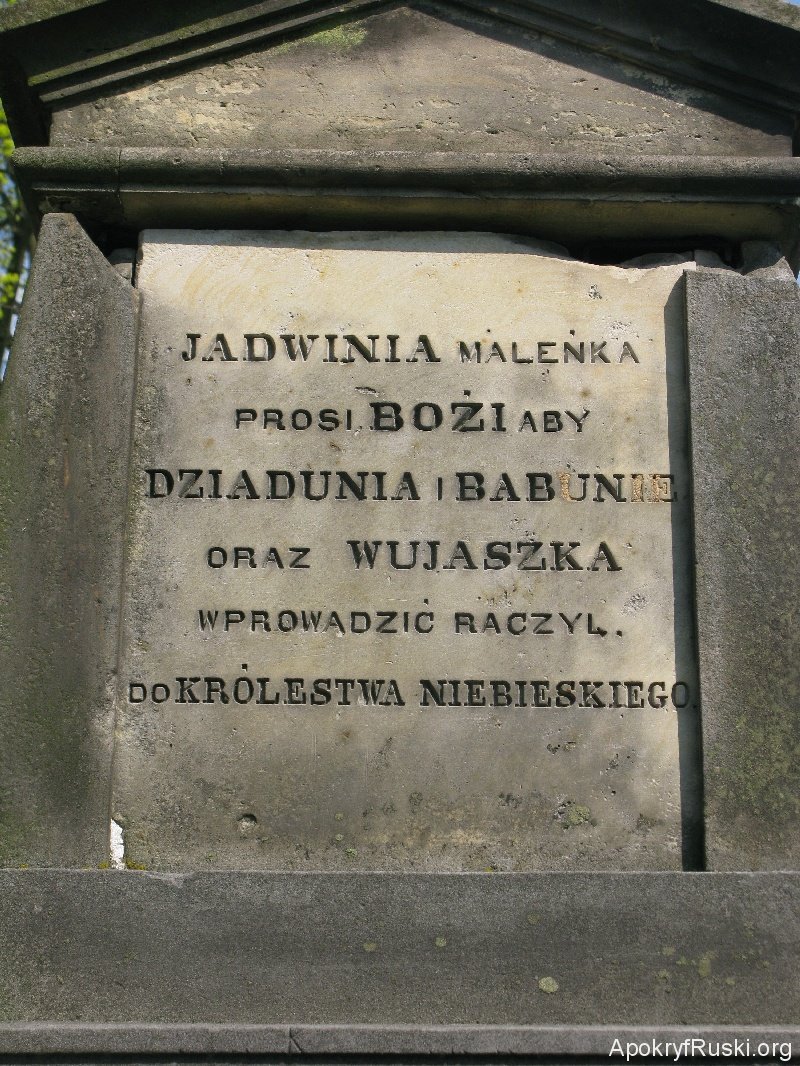 JADWINIA MALEŃKA
PROSI BOŻI ABY
DZIADUNIA I BABUNIE
ORAZ WUJASZKA
WPROWADZIĆ RACZYŁ.
DO KRÓLESTWA NIEBIESKIEGO.
ApokryfRuski.org